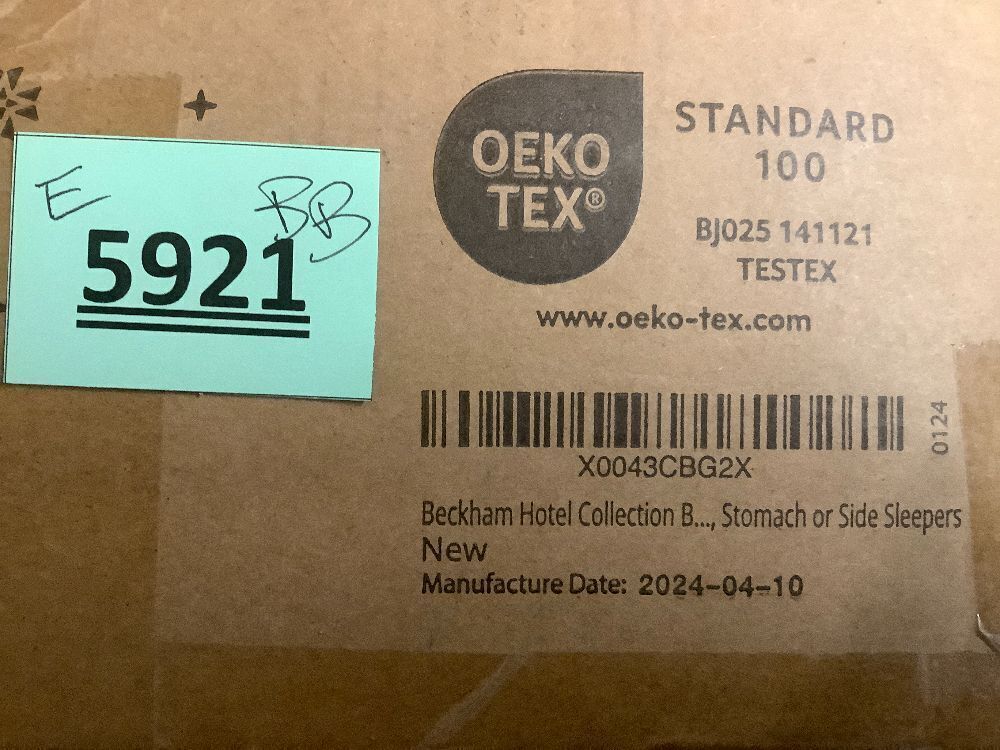 E BB
5921
OEKO
TEX®
STANDARD
100
BJ025 141121
TESTEX
www.oeko-tex.com
0124
X0043CBG2X
Beckham Hotel Collection B..., Stomach or Side Sleepers
New
Manufacture Date: 2024-04-10